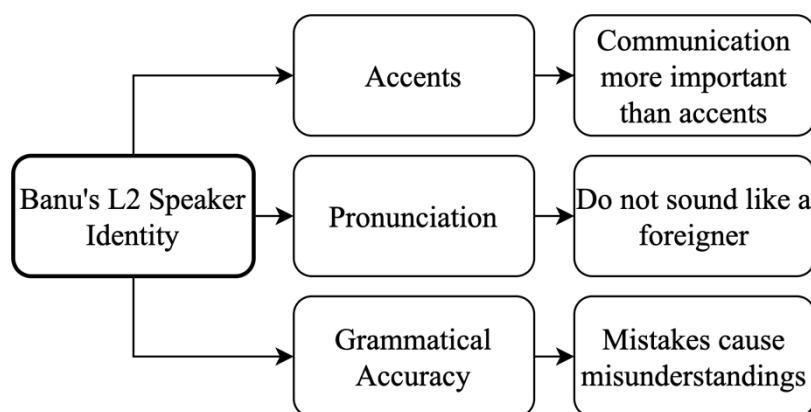 Accents
Communication
more important
than accents
Banu's L2 Speaker
Identity
Pronunciation
Do not sound like a
foreigner
Grammatical
Accuracy
Mistakes cause
misunderstandings